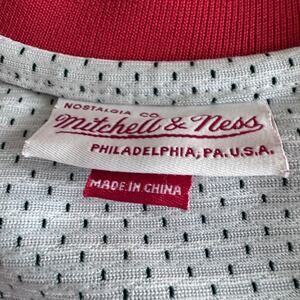 NOSTALGIA CO.
Mitchell & Ness
PHILADELPHIA, PA. U.S.A.
MADE IN CHINA